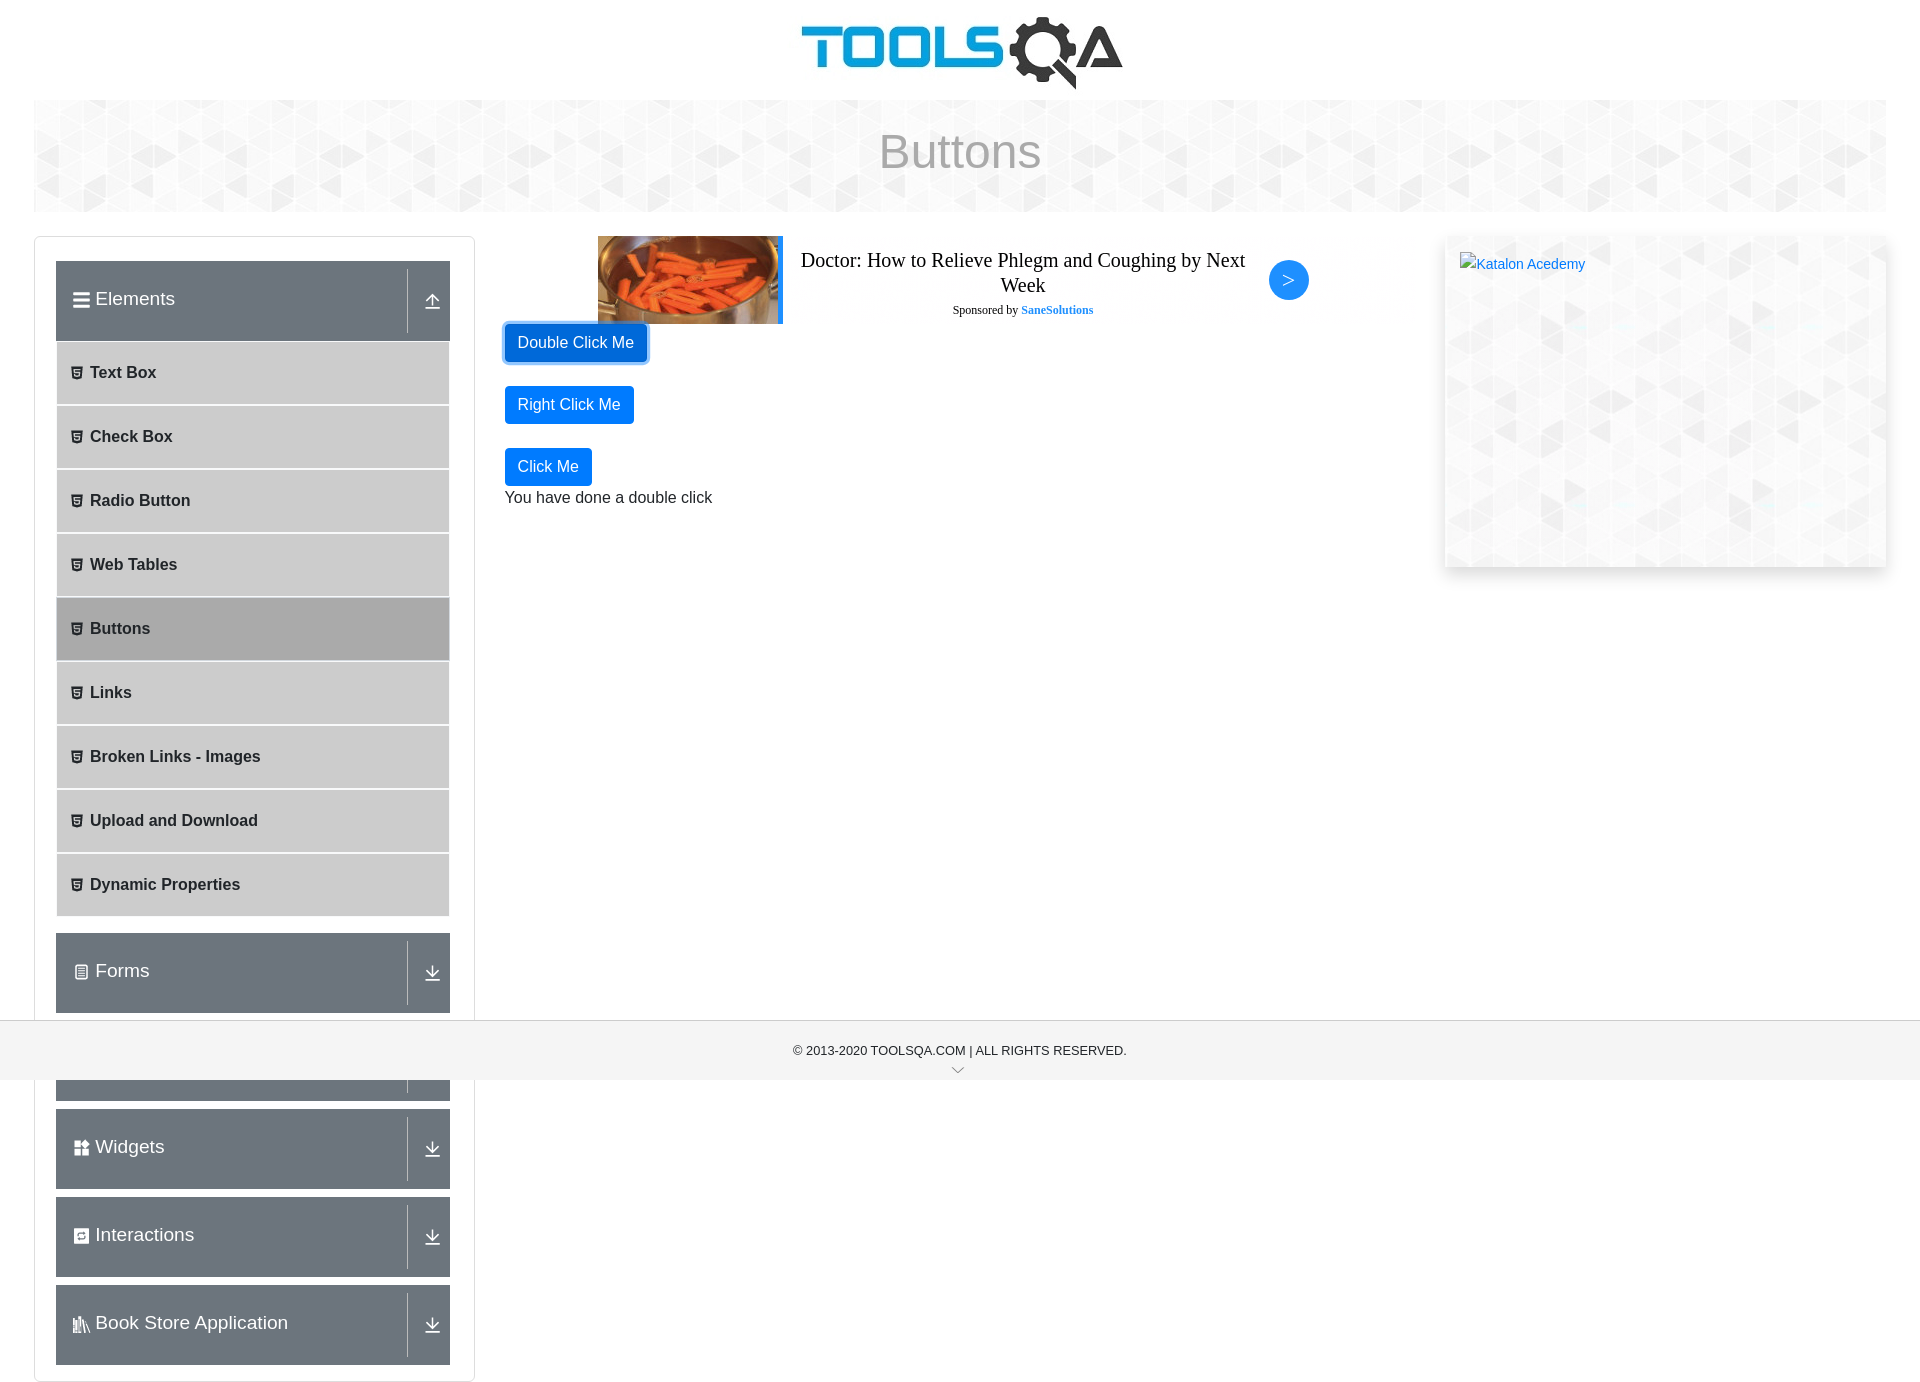 TOOLSQA
Buttons
Elements
Text Box
Check Box
Radio Button
Web Tables
Buttons
Links
Broken Links - Images
Upload and Download
Dynamic Properties
Forms
Widgets
Interactions
Book Store Application
Doctor: How to Relieve Phlegm and Coughing by Next
Week
Sponsored by SaneSolutions
>
Double Click Me
Right Click Me
Click Me
You have done a double click
Katalon Acedemy
© 2013-2020 TOOLSQA.COM | ALL RIGHTS RESERVED.